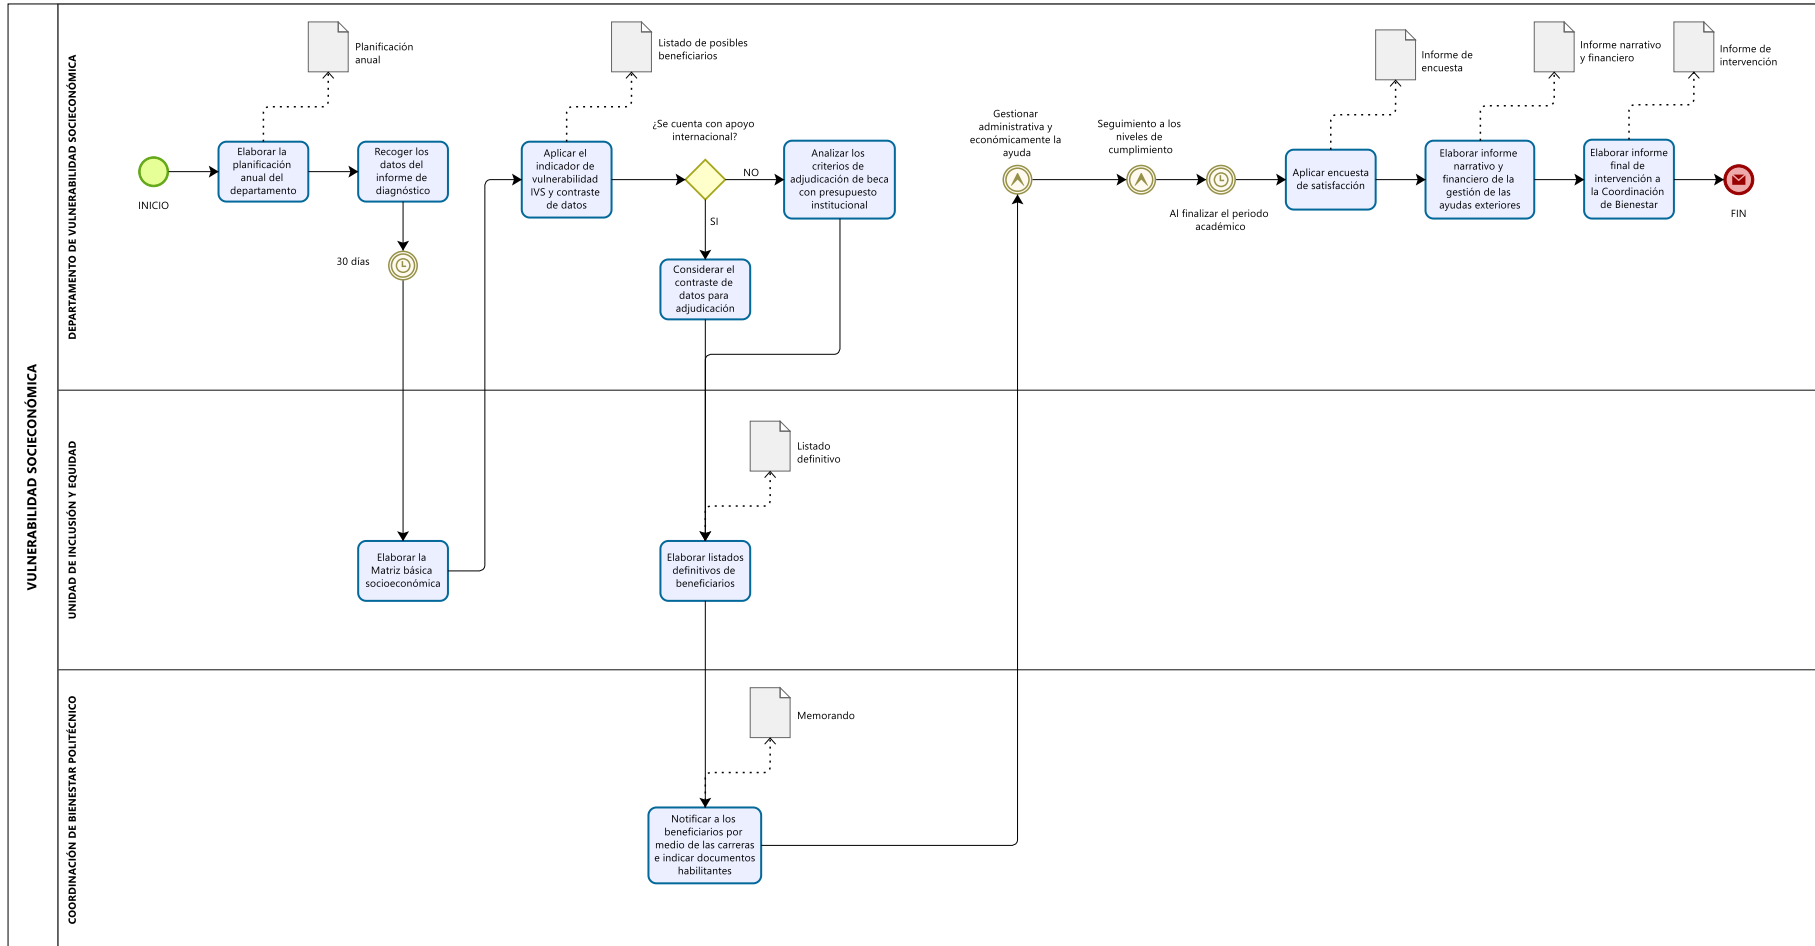 VULNERABILIDAD SOCIECONÓMICA
DEPARTAMENTO DE VULNERABILIDAD SOCIECONÓMICA
INICIO
Elaborar la
planificación
anual del
departamento
Planificación
anual
Recoger los
datos del
informe de
diagnóstico
30 días
Aplicar el
indicador de
vulnerabilidad
IVS y contraste
de datos
Listado de posibles
beneficiarios
¿Se cuenta con apoyo
internacional?
NO
SI
Analizar los
criterios de
adjudicación de beca
con presupuesto
institucional
Considerar el
contraste de
datos para
adjudicación
Gestionar
administrativa y
económicamente la
ayuda
Seguimiento a los
niveles de
cumplimiento
Al finalizar el periodo
académico
Aplicar encuesta
de satisfacción
Informe de
encuesta
Elaborar informe
narrativo y
financiero de la
gestión de las
ayudas exteriores
Informe narrativo
y financiero
Elaborar informe
final de
intervención a
la Coordinación
de Bienestar
Informe de
intervención
FIN
UNIDAD DE INCLUSIÓN Y EQUIDAD
Elaborar la
Matriz básica
socioeconómica
Elaborar listados
definitivos de
beneficiarios
Listado
definitivo
COORDINACIÓN DE BIENESTAR POLITÉCNICO
Memorando
Notificar a los
beneficiarios por
medio de las carreras
e indicar documentos
habilitantes